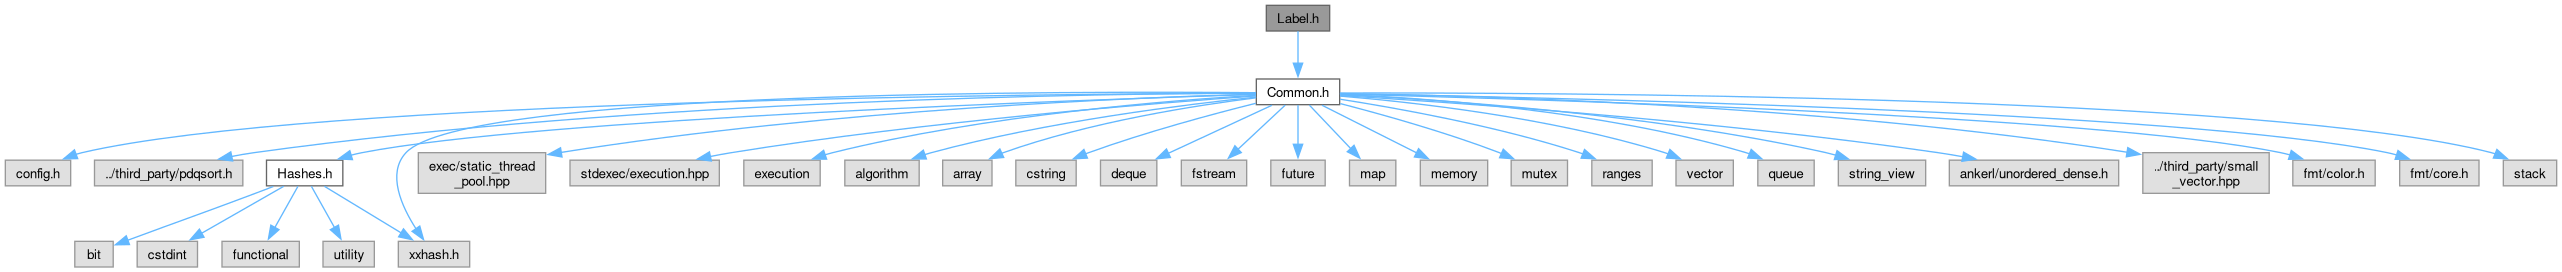 Label.h
Common.h
config.h
../third_party/pdqsort.h
Hashes.h
exec/static_thread
_pool.hpp
stdexec/execution.hpp
execution
algorithm
array
cstring
deque
fstream
future
map
memory
mutex
ranges
vector
queue
string_view
ankerl/unordered_dense.h
../third_party/small
_vector.hpp
fmt/color.h
fmt/core.h
stack
bit
cstdint
functional
utility
xxhash.h